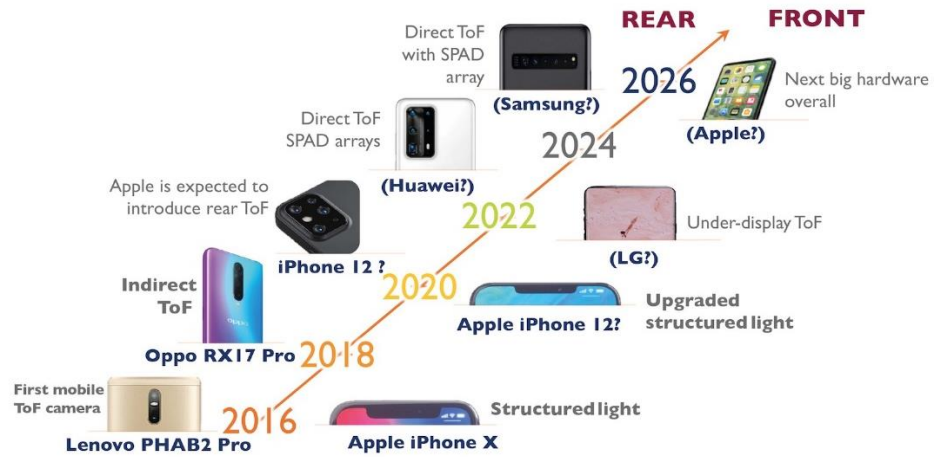 REAR
FRONT
Direct ToF
with SPAD
array
(Samsung?)
2026
Next big hardware
overall
(Apple?)
Direct ToF
SPAD arrays
(Huawei?)
2024
Apple is expected to
introduce rear ToF
iPhone 12 ?
2022
Under-display ToF
(LG?)
Indirect
ToF
OPPO
Oppo RX17 Pro
2020
Apple iPhone 12?
Upgraded
structured light
2018
First mobile
ToF camera
Lenovo PHAB2 Pro
2016
Structured light
Apple iPhone X